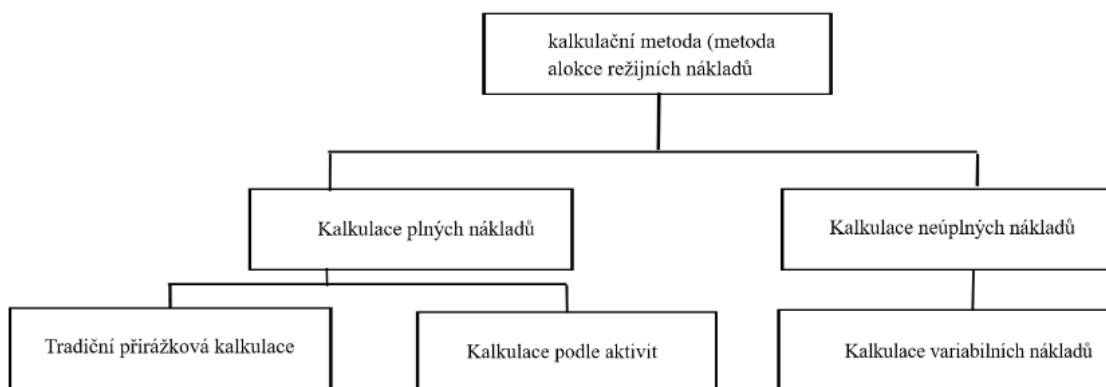 kalkulační metoda (metoda
alokce režijních nákladů
Kalkulace plných nákladů
Kalkulace neúplných nákladů
Tradiční přirážková kalkulace
Kalkulace podle aktivit
Kalkulace variabilních nákladů